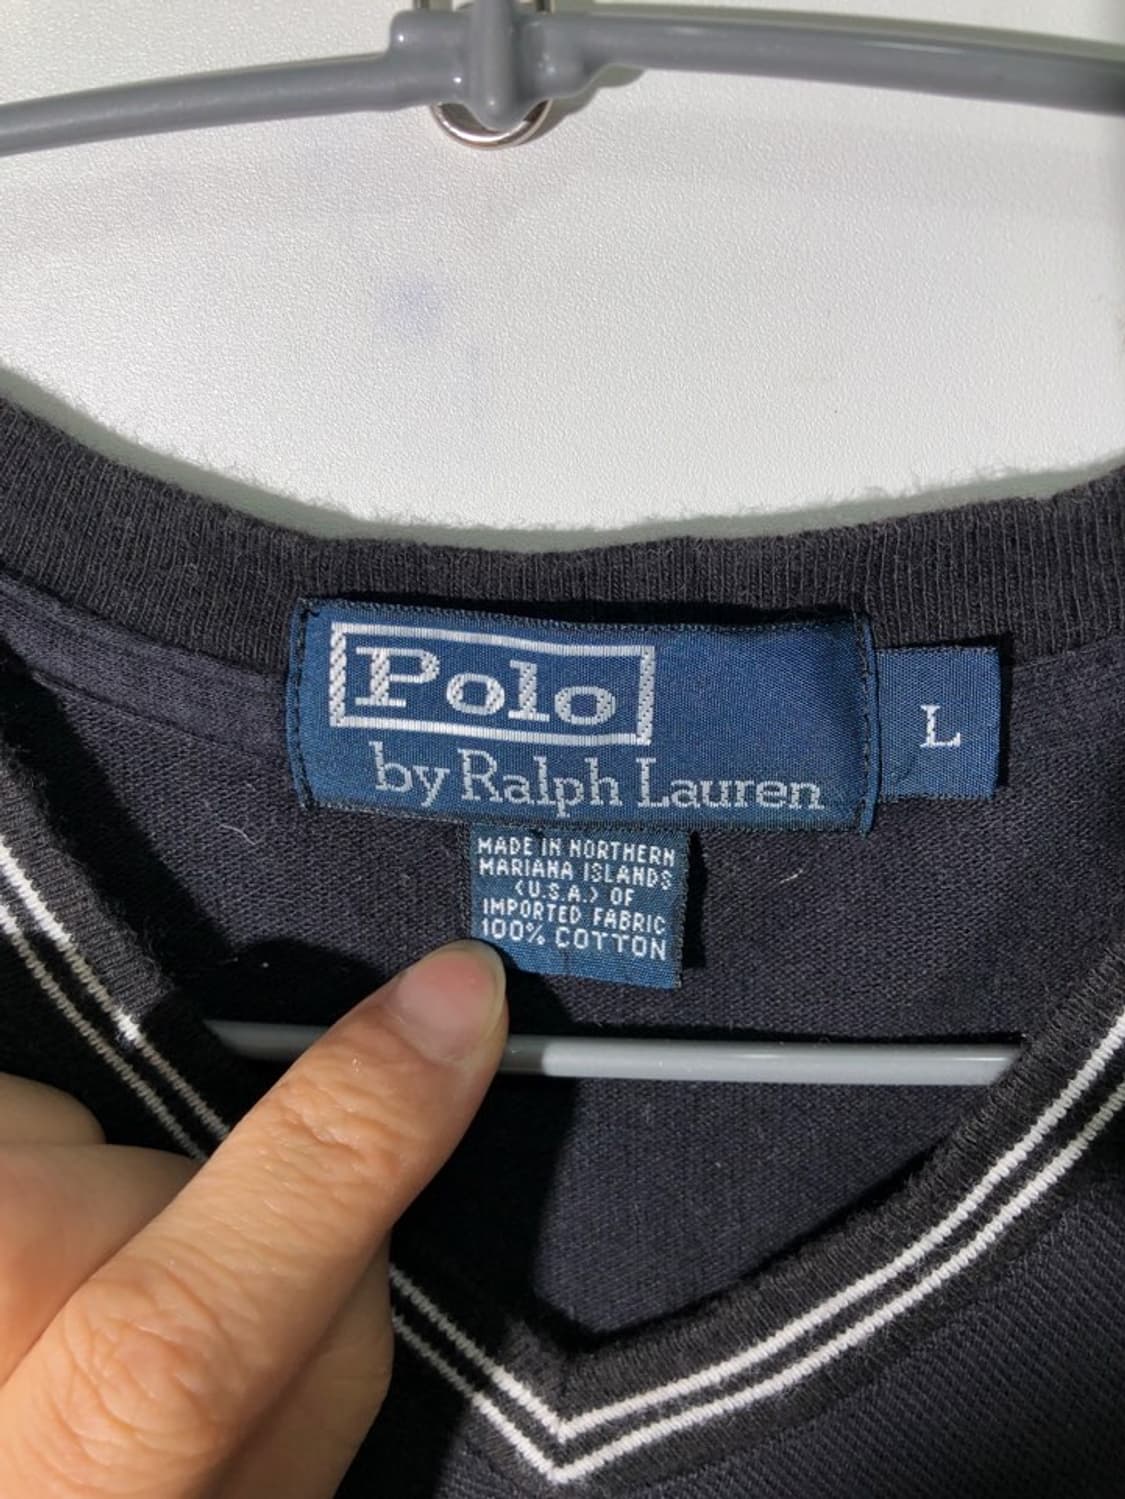 Polo
by Ralph Lauren
L
MADE IN NORTHERN
MARIANA ISLANDS
(U.S.A.) OF
IMPORTED FABRIC
100% COTTON